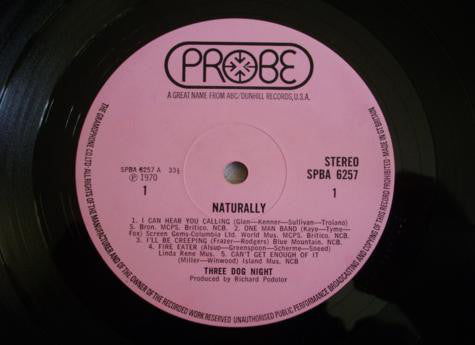 PROBE
A GREAT NAME FROM ABC/DUNHILL RECORDS, U.S.A.
THE GRAMOPHONE CO LTD ALL RIGHTS OF THE MANUFACTURER AND OF THE OWNER OF THE RECORDED WORK RESERVED UNAUTHORISED PUBLIC PERFORMANCE BROADCASTING AND COPYING OF THIS RECORD PROHIBITED MADE IN GT BRITAIN
SPBA 6257 A 33⅓
℗ 1970
1
STEREO
SPBA 6257
1
NATURALLY
1. I CAN HEAR YOU CALLING (Glan—Kenner—Sullivan—Troiano)
S. Bron. MCPS. Britico. NCB. 2. ONE MAN BAND (Kaye—Tyme—
Fox) Screen Gems-Columbia Ltd. World Mus. MCPS. Britico. NCB.
3. I'LL BE CREEPING (Frazer—Rodgers) Blue Mountain. NCB.
4. FIRE EATER (Alsup—Greenspoon—Scherme—Sneed)
Linda Rene Mus. 5. CAN'T GET ENOUGH OF IT
(Miller—Winwood) Island Mus. NCB
THREE DOG NIGHT
Produced by Richard Podolor